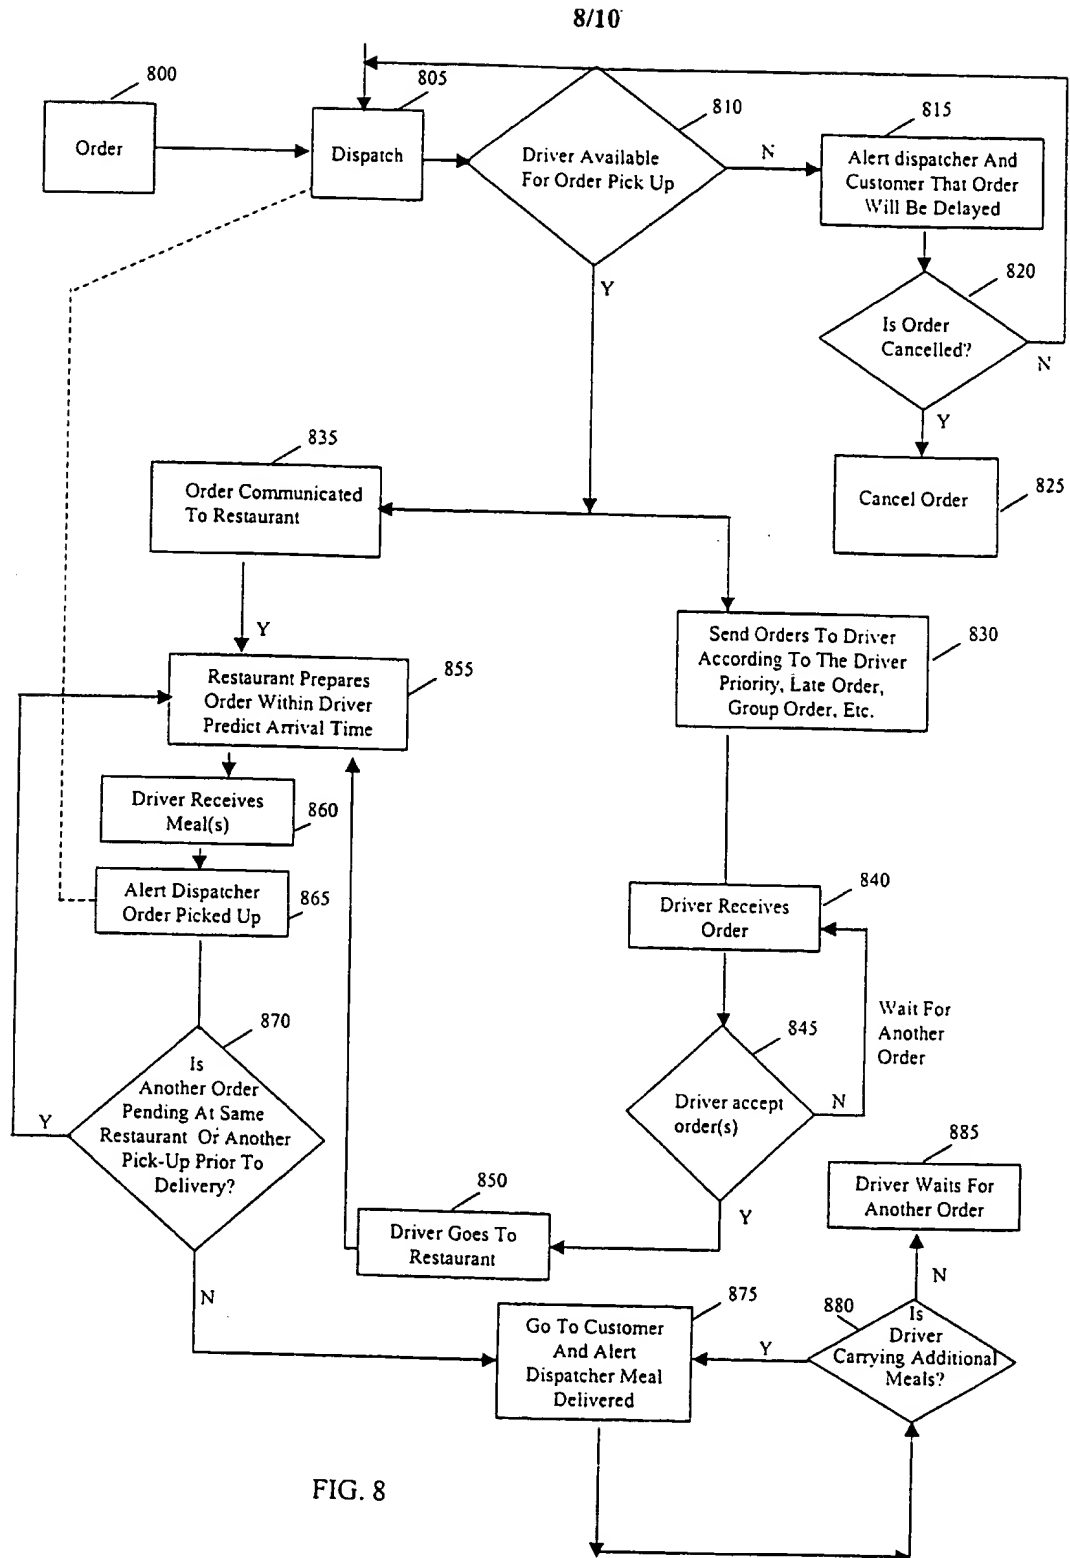 8/10
800
Order
805
Dispatch
810
Driver Available
For Order Pick Up
N
Y
815
Alert dispatcher And
Customer That Order
Will Be Delayed
820
Is Order
Cancelled?
N
Y
825
Cancel Order
835
Order Communicated
To Restaurant
Y
830
Send Orders To Driver
According To The Driver
Priority, Late Order,
Group Order, Etc.
855
Restaurant Prepares
Order Within Driver
Predict Arrival Time
Driver Receives
Meal(s)
860
Alert Dispatcher
Order Picked Up
865
840
Driver Receives
Order
Wait For
Another
Order
845
Driver accept
order(s)
N
Y
870
Is
Another Order
Pending At Same
Restaurant Or Another
Pick-Up Prior To
Delivery?
Y
N
850
Driver Goes To
Restaurant
885
Driver Waits For
Another Order
N
875
Go To Customer
And Alert
Dispatcher Meal
Delivered
880
Is
Driver
Carrying Additional
Meals?
Y
FIG. 8